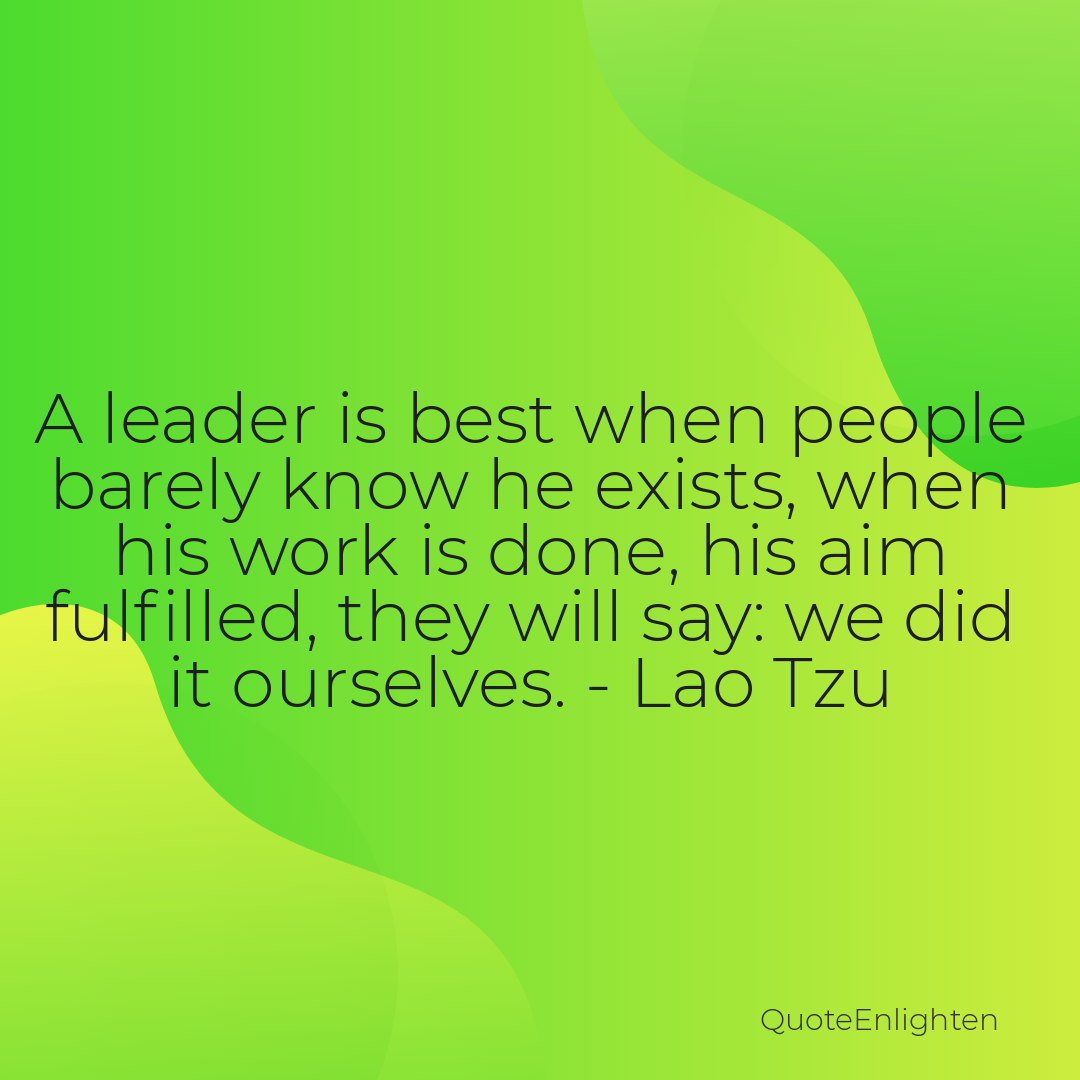 A leader is best when people
barely know he exists, when
his work is done, his aim
fulfilled, they will say: we did
it ourselves. - Lao Tzu
QuoteEnlighten